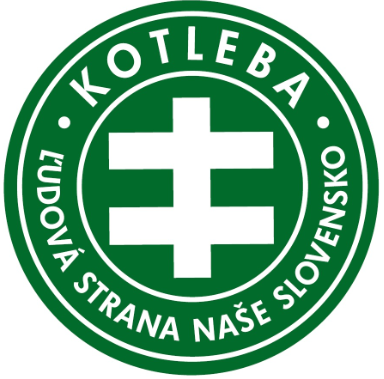 KOTLEBA
ĽUDOVÁ STRANA NAŠE SLOVENSKO